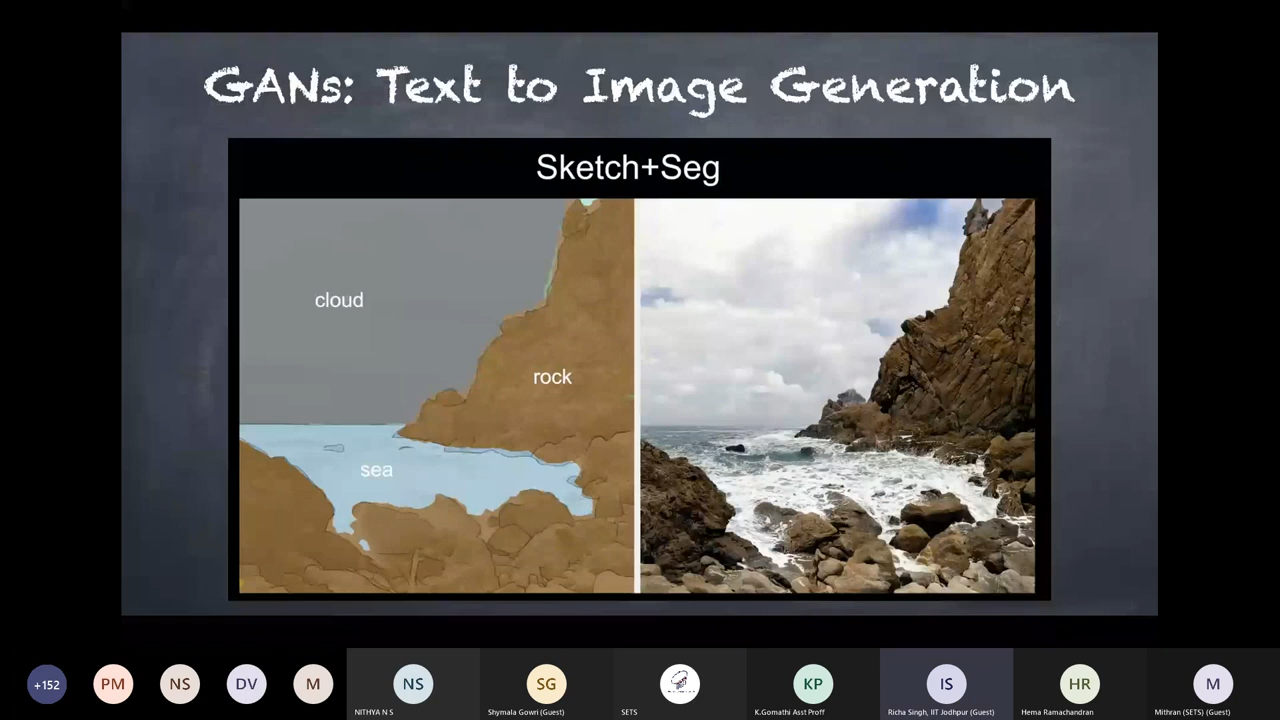 GANs: Text to Image Generation
Sketch+Seg
cloud
rock
sea
+152
PM
NS
DV
M
NS
SG
KP
IS
HR
M
NITHYA N S
Shymala Gowri (Guest)
SETS
K.Gomathi Asst Proff
Richa Singh, IIT Jodhpur (Guest)
Hema Ramachandran
Mithran (SETS) (Guest)